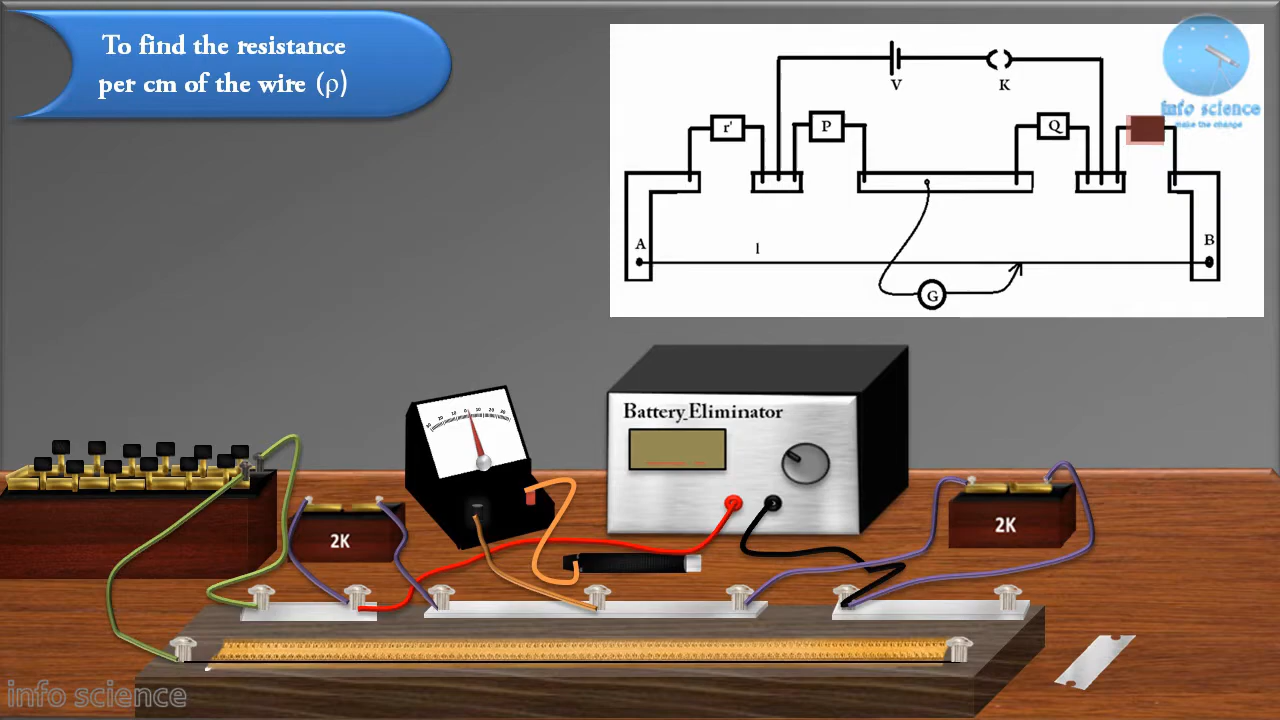 To find the resistance
per cm of the wire (ρ)
V
K
info science
make the change
r'
P
Q
A
l
B
G
Battery Eliminator
2K
2K
info science